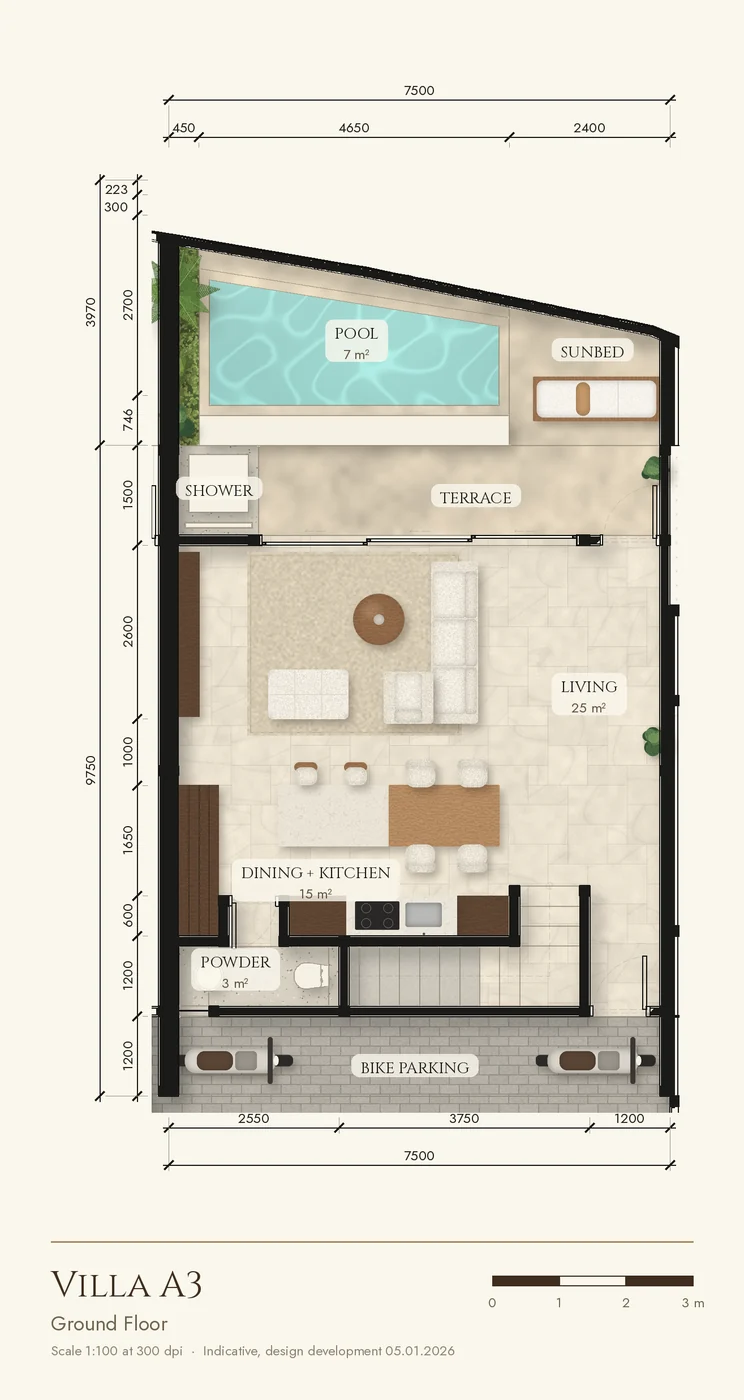 7500
450
4650
2400
223
300
2700
3970
746
POOL
7 m²
SUNBED
1500
SHOWER
TERRACE
2600
LIVING
25 m²
1000
9750
1650
DINING + KITCHEN
15 m²
600
1200
POWDER
3 m²
1200
BIKE PARKING
2550
3750
1200
7500
VILLA A3
Ground Floor
Scale 1:100 at 300 dpi · Indicative, design development 05.01.2026
0 1 2 3 m